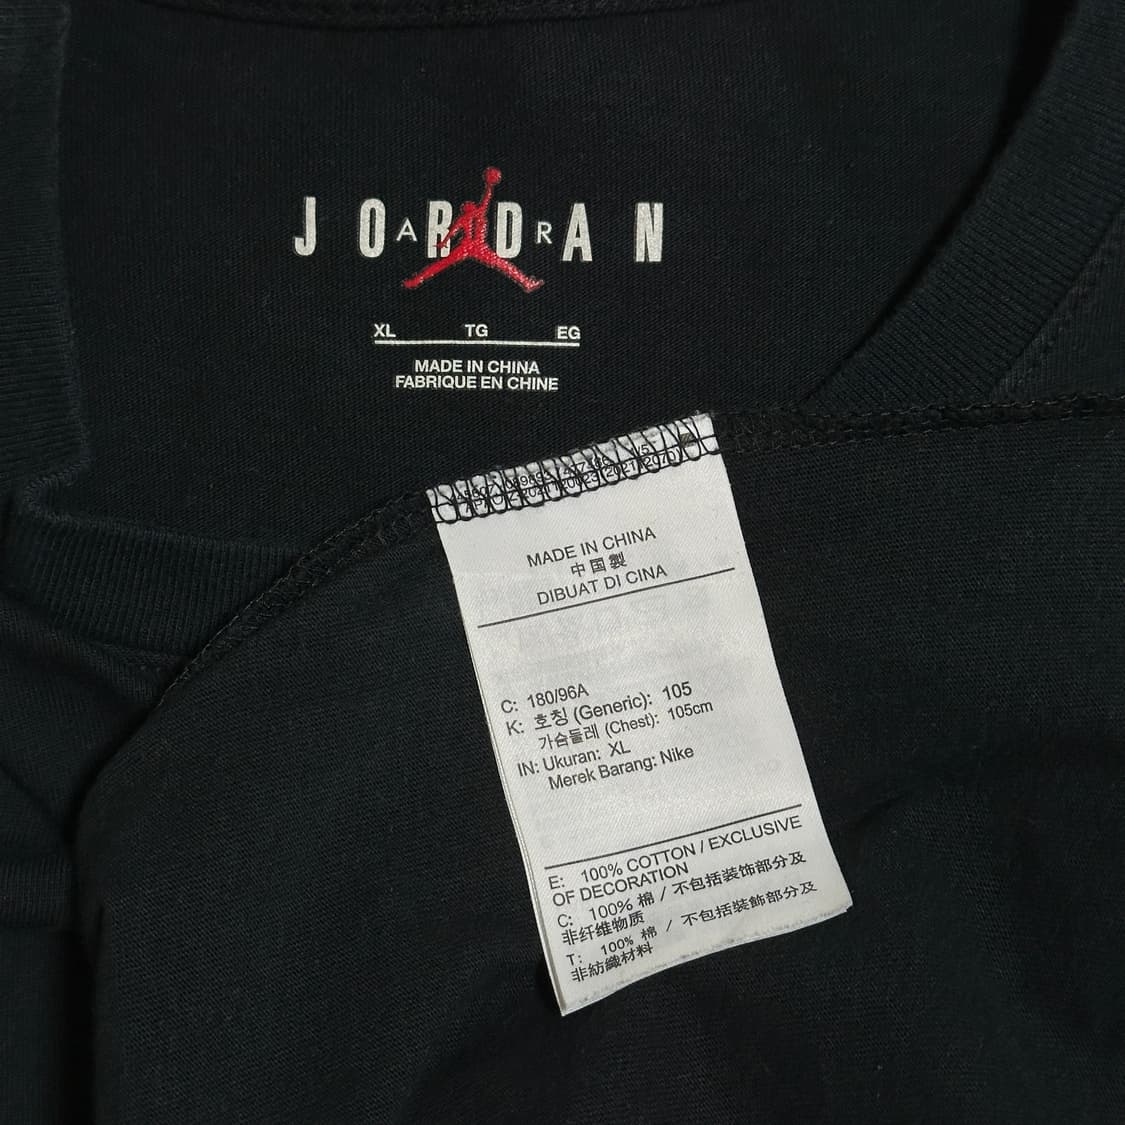 JORDAN
AR
XL TG EG
MADE IN CHINA
FABRIQUE EN CHINE
MADE IN CHINA
中国製
DIBUAT DI CINA
C: 180/96A
K: 호칭 (Generic): 105
가슴둘레 (Chest): 105cm
IN: Ukuran: XL
Merek Barang: Nike
E: 100% COTTON / EXCLUSIVE
OF DECORATION
C: 100% 棉 / 不包括装饰部分及
非纤维物质
T: 100% 棉 / 不包括裝飾部分及
非紡織材料